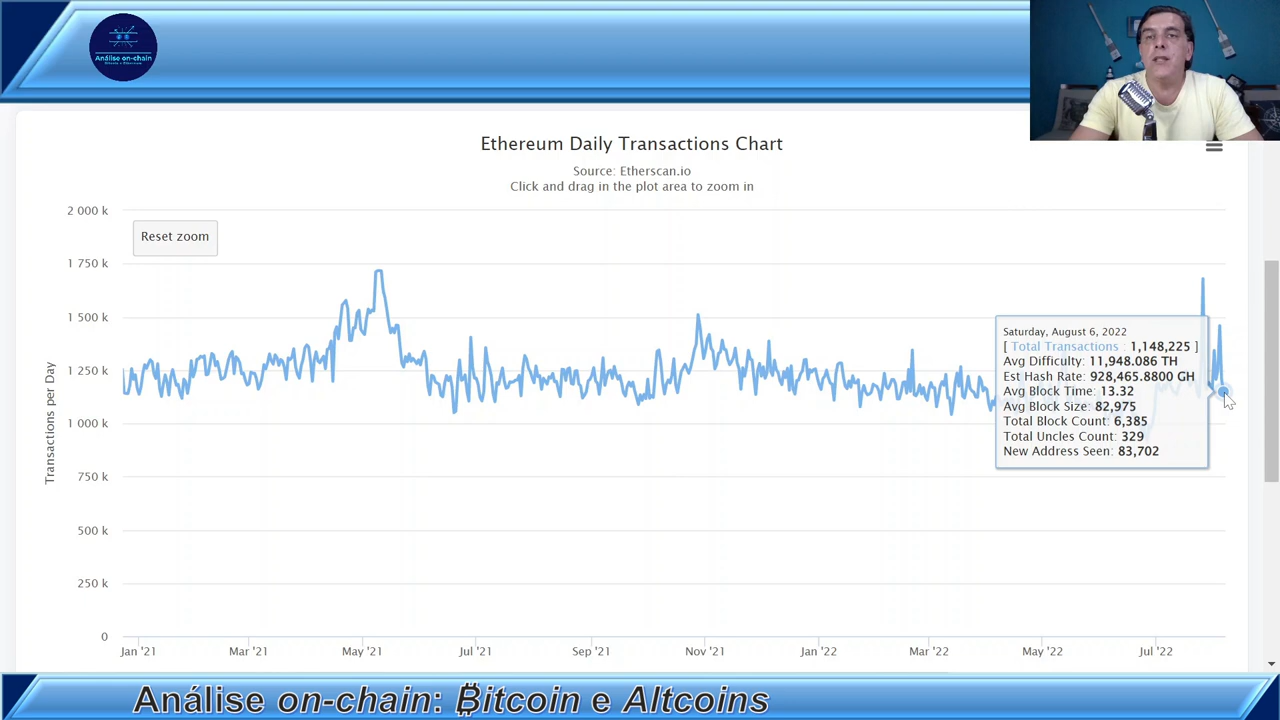 Análise on-chain
Bitcoin e Altcoins
Ethereum Daily Transactions Chart
Source: Etherscan.io
Click and drag in the plot area to zoom in
Reset zoom
Transactions per Day
2 000 k
1 750 k
1 500 k
1 250 k
1 000 k
750 k
500 k
250 k
0
Saturday, August 6, 2022
[ Total Transactions : 1,148,225 ]
Avg Difficulty: 11,948.086 TH
Est Hash Rate: 928,465.8800 GH
Avg Block Time: 13.32
Avg Block Size: 82,975
Total Block Count: 6,385
Total Uncles Count: 329
New Address Seen: 83,702
Jan '21 Mar '21 May '21 Jul '21 Sep '21 Nov '21 Jan '22 Mar '22 May '22 Jul '22
Análise on-chain: ₿itcoin e Altcoins